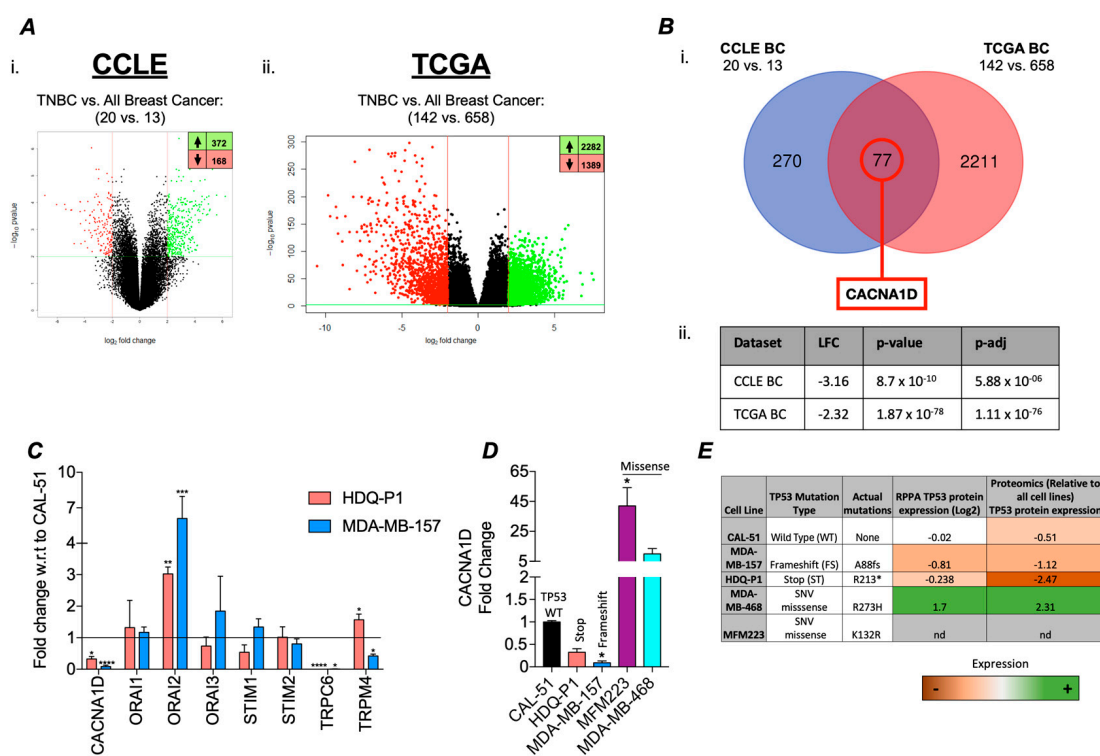 A
i.
CCLE
TNBC vs. All Breast Cancer:
(20 vs. 13)
372
168
−log10 pvalue
-6 -4 -2 0 2 4 6
log2 fold change
ii.
TCGA
TNBC vs. All Breast Cancer:
(142 vs. 658)
2282
1389
−log10 pvalue
300
250
200
150
100
50
0
-10 -5 0 5
log2 fold change
B
i.
CCLE BC
20 vs. 13
TCGA BC
142 vs. 658
270
77
2211
CACNA1D
ii.
Dataset LFC p-value p-adj
CCLE BC -3.16 8.7 x 10-10 5.88 x 10-06
TCGA BC -2.32 1.87 x 10-78 1.11 x 10-76
C
Fold change w.r.t to CAL-51
10
7
4
3
2
1
0
HDQ-P1
MDA-MB-157
* **** ** *** **** * * *
CACNA1D
ORAI1
ORAI2
ORAI3
STIM1
STIM2
TRPC6
TRPM4
D
CACNA1D
Fold Change
65
45
25
5
2
1.5
1
0.5
0
Missense
*
TP53
WT
Stop
Frameshift
*
CAL-51
HDQ-P1
MDA-MB-157
MFM223
MDA-MB-468
E
Cell Line
TP53 Mutation
Type
Actual
mutations
RPPA TP53 protein
expression (Log2)
Proteomics (Relative to
all cell lines)
TP53 protein expression
CAL-51 Wild Type (WT) None -0.02 -0.51
MDA-
MB-157 Frameshift (FS) A88fs -0.81 -1.12
HDQ-P1 Stop (ST) R213* -0.238 -2.47
MDA-
MB-468
SNV
misssense R273H 1.7 2.31
MFM223
SNV
missense K132R nd nd
Expression
- +